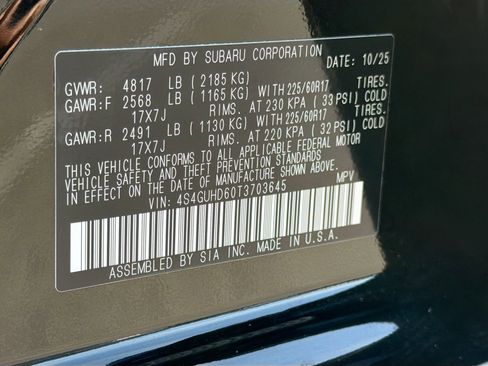 MFD BY SUBARU CORPORATION DATE: 10/25
GVWR: 4817 LB (2185 KG)
GAWR:F 2568 LB (1165 KG) WITH 225/60R17 TIRES.
17X7J RIMS. AT 230 KPA (33 PSI) COLD
GAWR:R 2491 LB (1130 KG) WITH 225/60R17 TIRES.
17X7J RIMS. AT 220 KPA (32 PSI) COLD
THIS VEHICLE CONFORMS TO ALL APPLICABLE FEDERAL MOTOR
VEHICLE SAFETY AND THEFT PREVENTION STANDARDS
IN EFFECT ON THE DATE OF MANUFACTURE SHOWN ABOVE.
VIN: 4S4GUHD60T3703645 MPV
ASSEMBLED BY SIA INC. MADE IN U.S.A.